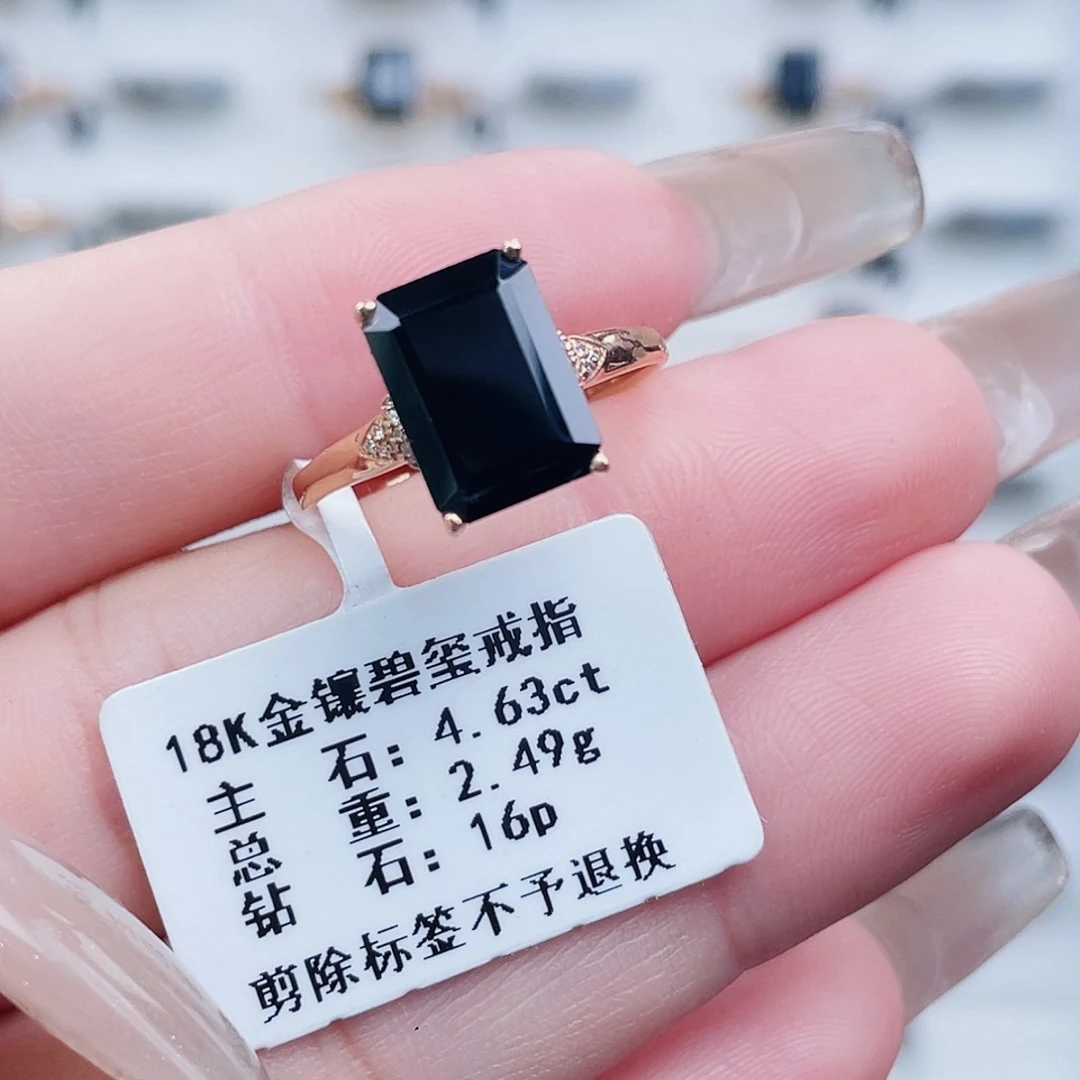 18K金镶碧玺戒指
主 石: 4.63ct
总 重: 2.49g
钻 石: 16p
剪除标签不予退换